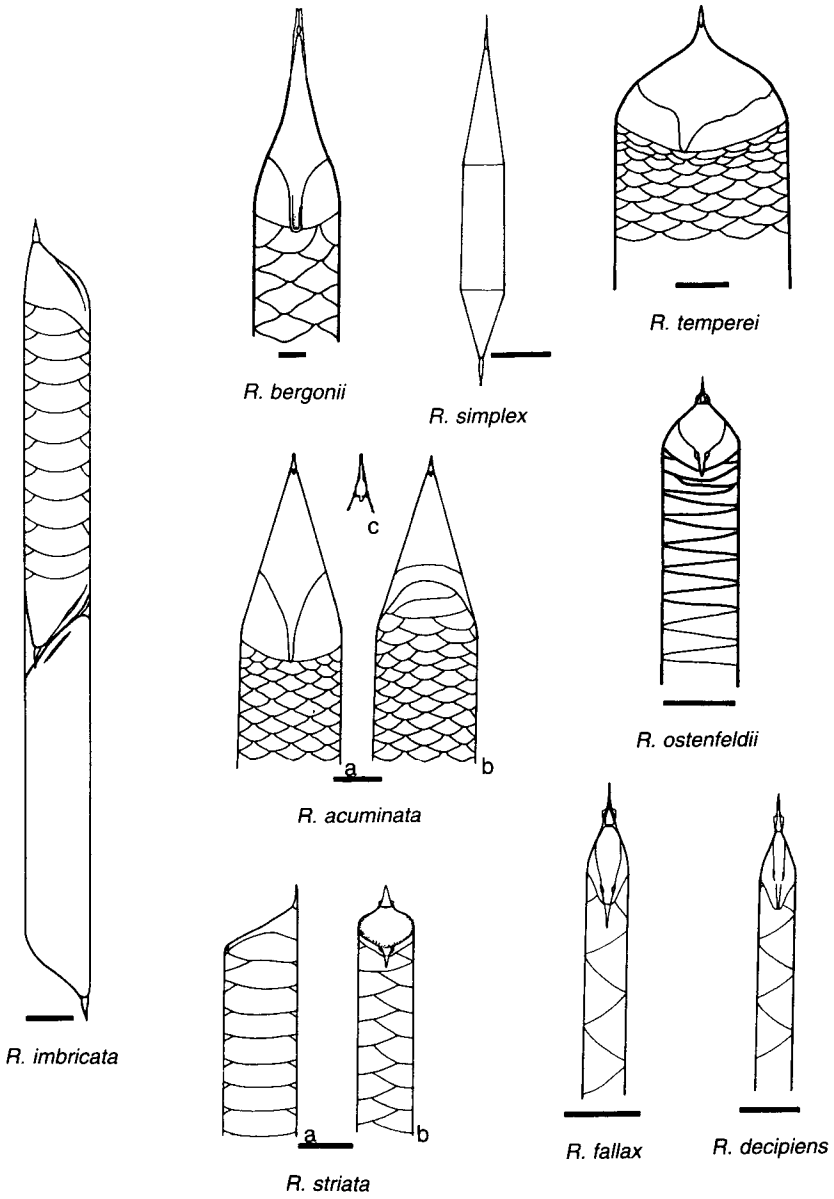 R. bergonii
R. simplex
R. temperei
c
a
b
R. acuminata
R. ostenfeldii
R. imbricata
a
b
R. striata
R. fallax
R. decipiens